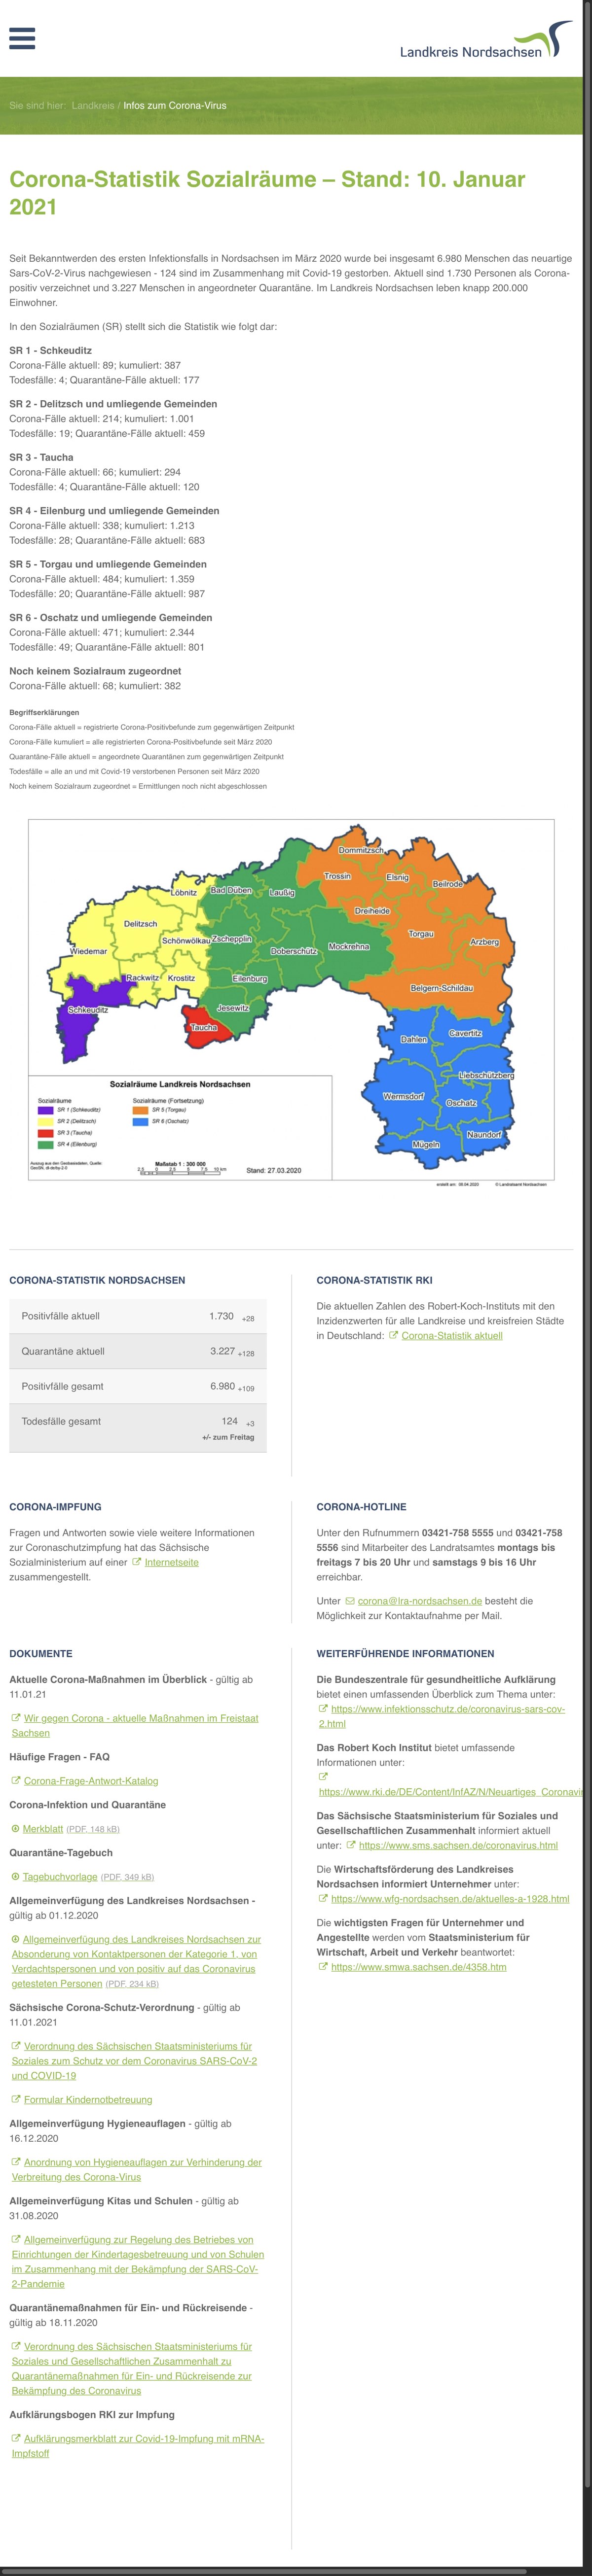 Landkreis Nordsachsen
Sie sind hier: Landkreis / Infos zum Corona-Virus
Corona-Statistik Sozialräume – Stand: 10. Januar
2021
Seit Bekanntwerden des ersten Infektionsfalls in Nordsachsen im März 2020 wurde bei insgesamt 6.980 Menschen das neuartige
Sars-CoV-2-Virus nachgewiesen - 124 sind im Zusammenhang mit Covid-19 gestorben. Aktuell sind 1.730 Personen als Corona-
positiv verzeichnet und 3.227 Menschen in angeordneter Quarantäne. Im Landkreis Nordsachsen leben knapp 200.000
Einwohner.
In den Sozialräumen (SR) stellt sich die Statistik wie folgt dar:
SR 1 - Schkeuditz
Corona-Fälle aktuell: 89; kumuliert: 387
Todesfälle: 4; Quarantäne-Fälle aktuell: 177
SR 2 - Delitzsch und umliegende Gemeinden
Corona-Fälle aktuell: 214; kumuliert: 1.001
Todesfälle: 19; Quarantäne-Fälle aktuell: 459
SR 3 - Taucha
Corona-Fälle aktuell: 66; kumuliert: 294
Todesfälle: 4; Quarantäne-Fälle aktuell: 120
SR 4 - Eilenburg und umliegende Gemeinden
Corona-Fälle aktuell: 338; kumuliert: 1.213
Todesfälle: 28; Quarantäne-Fälle aktuell: 683
SR 5 - Torgau und umliegende Gemeinden
Corona-Fälle aktuell: 484; kumuliert: 1.359
Todesfälle: 20; Quarantäne-Fälle aktuell: 987
SR 6 - Oschatz und umliegende Gemeinden
Corona-Fälle aktuell: 471; kumuliert: 2.344
Todesfälle: 49; Quarantäne-Fälle aktuell: 801
Noch keinem Sozialraum zugeordnet
Corona-Fälle aktuell: 68; kumuliert: 382
Begriffserklärungen
Corona-Fälle aktuell = registrierte Corona-Positivbefunde zum gegenwärtigen Zeitpunkt
Corona-Fälle kumuliert = alle registrierten Corona-Positivbefunde seit März 2020
Quarantäne-Fälle aktuell = angeordnete Quarantänen zum gegenwärtigen Zeitpunkt
Todesfälle = alle an und mit Covid-19 verstorbenen Personen seit März 2020
Noch keinem Sozialraum zugeordnet = Ermittlungen noch nicht abgeschlossen
Dommitzsch
Trossin
Elsnig
Beilrode
Löbnitz
Bad Düben
Laußig
Dreiheide
Delitzsch
Torgau
Schönwölkau
Zschepplin
Arzberg
Wiedemar
Doberschütz
Mockrehna
Rackwitz
Krostitz
Eilenburg
Belgern-Schildau
Schkeuditz
Jesewitz
Taucha
Dahlen
Cavertitz
Liebschützberg
Wermsdorf
Oschatz
Naundorf
Mügeln
Sozialräume Landkreis Nordsachsen
Sozialräume
Sozialräume (Fortsetzung)
SR 1 (Schkeuditz)
SR 5 (Torgau)
SR 2 (Delitzsch)
SR 6 (Oschatz)
SR 3 (Taucha)
SR 4 (Eilenburg)
Auszug aus den Geobasisdaten, Quelle:
Maßstab 1 : 300 000
2,5 0 2,5 5 7,5 10 km
Stand: 27.03.2020
erstellt am: 08.04.2020 © Landratsamt Nordsachsen
CORONA-STATISTIK NORDSACHSEN
Positivfälle aktuell 1.730 +28
Quarantäne aktuell 3.227 +128
Positivfälle gesamt 6.980 +109
Todesfälle gesamt 124 +3
+/- zum Freitag
CORONA-STATISTIK RKI
Die aktuellen Zahlen des Robert-Koch-Instituts mit den
Inzidenzwerten für alle Landkreise und kreisfreien Städte
in Deutschland: Corona-Statistik aktuell
CORONA-IMPFUNG
Fragen und Antworten sowie viele weitere Informationen
zur Coronaschutzimpfung hat das Sächsische
Sozialministerium auf einer Internetseite
zusammengestellt.
CORONA-HOTLINE
Unter den Rufnummern 03421-758 5555 und 03421-758
5556 sind Mitarbeiter des Landratsamtes montags bis
freitags 7 bis 20 Uhr und samstags 9 bis 16 Uhr
erreichbar.
Unter corona@lra-nordsachsen.de besteht die
Möglichkeit zur Kontaktaufnahme per Mail.
DOKUMENTE
Aktuelle Corona-Maßnahmen im Überblick - gültig ab
11.01.21
Wir gegen Corona - aktuelle Maßnahmen im Freistaat
Sachsen
Häufige Fragen - FAQ
Corona-Frage-Antwort-Katalog
Corona-Infektion und Quarantäne
Merkblatt (PDF, 148 kB)
Quarantäne-Tagebuch
Tagebuchvorlage (PDF, 349 kB)
Allgemeinverfügung des Landkreises Nordsachsen -
gültig ab 01.12.2020
Allgemeinverfügung des Landkreises Nordsachsen zur
Absonderung von Kontaktpersonen der Kategorie 1, von
Verdachtspersonen und von positiv auf das Coronavirus
getesteten Personen (PDF, 234 kB)
Sächsische Corona-Schutz-Verordnung - gültig ab
11.01.2021
Verordnung des Sächsischen Staatsministeriums für
Soziales zum Schutz vor dem Coronavirus SARS-CoV-2
und COVID-19
Formular Kindernotbetreuung
Allgemeinverfügung Hygieneauflagen - gültig ab
16.12.2020
Anordnung von Hygieneauflagen zur Verhinderung der
Verbreitung des Corona-Virus
Allgemeinverfügung Kitas und Schulen - gültig ab
31.08.2020
Allgemeinverfügung zur Regelung des Betriebes von
Einrichtungen der Kindertagesbetreuung und von Schulen
im Zusammenhang mit der Bekämpfung der SARS-CoV-
2-Pandemie
Quarantänemaßnahmen für Ein- und Rückreisende -
gültig ab 18.11.2020
Verordnung des Sächsischen Staatsministeriums für
Soziales und Gesellschaftlichen Zusammenhalt zu
Quarantänemaßnahmen für Ein- und Rückreisende zur
Bekämpfung des Coronavirus
Aufklärungsbogen RKI zur Impfung
Aufklärungsmerkblatt zur Covid-19-Impfung mit mRNA-
Impfstoff
WEITERFÜHRENDE INFORMATIONEN
Die Bundeszentrale für gesundheitliche Aufklärung
bietet einen umfassenden Überblick zum Thema unter:
https://www.infektionsschutz.de/coronavirus-sars-cov-
2.html
Das Robert Koch Institut bietet umfassende
Informationen unter:
https://www.rki.de/DE/Content/InfAZ/N/Neuartiges_Coronavir
Das Sächsische Staatsministerium für Soziales und
Gesellschaftlichen Zusammenhalt informiert aktuell
unter: https://www.sms.sachsen.de/coronavirus.html
Die Wirtschaftsförderung des Landkreises
Nordsachsen informiert Unternehmer unter:
https://www.wfg-nordsachsen.de/aktuelles-a-1928.html
Die wichtigsten Fragen für Unternehmer und
Angestellte werden vom Staatsministerium für
Wirtschaft, Arbeit und Verkehr beantwortet:
https://www.smwa.sachsen.de/4358.htm